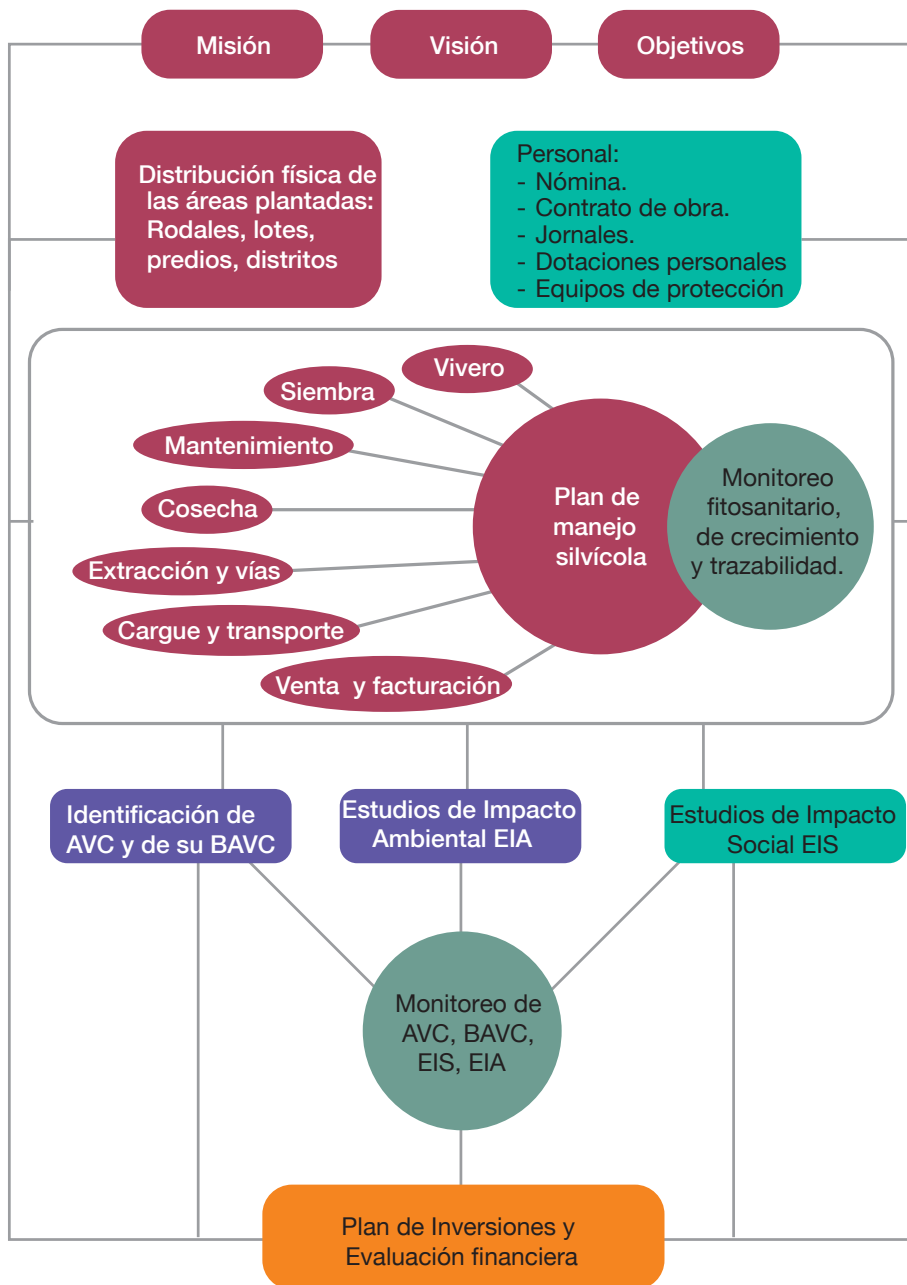 Misión
Visión
Objetivos
Distribución física de
las áreas plantadas:
Rodales, lotes,
predios, distritos
Personal:
- Nómina.
- Contrato de obra.
- Jornales.
- Dotaciones personales
- Equipos de protección
Vivero
Siembra
Mantenimiento
Cosecha
Extracción y vías
Cargue y transporte
Venta y facturación
Plan de
manejo
silvícola
Monitoreo
fitosanitario,
de crecimiento
y trazabilidad.
Identificación de
AVC y de su BAVC
Estudios de Impacto
Ambiental EIA
Estudios de Impacto
Social EIS
Monitoreo de
AVC, BAVC,
EIS, EIA
Plan de Inversiones y
Evaluación financiera